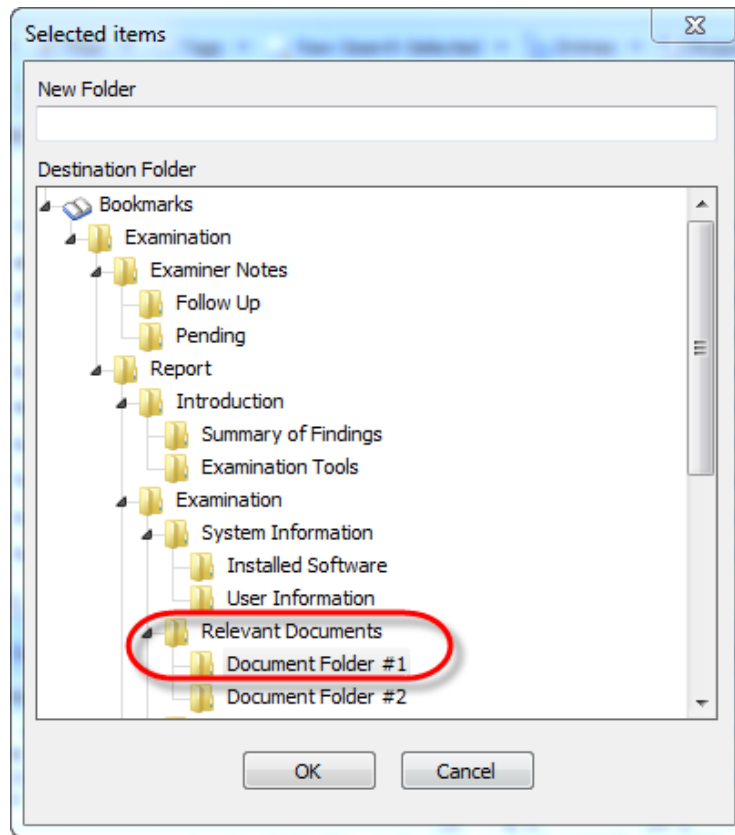 Selected items
New Folder
Destination Folder
Bookmarks
Examination
Examiner Notes
Follow Up
Pending
Report
Introduction
Summary of Findings
Examination Tools
Examination
System Information
Installed Software
User Information
Relevant Documents
Document Folder #1
Document Folder #2
OK
Cancel